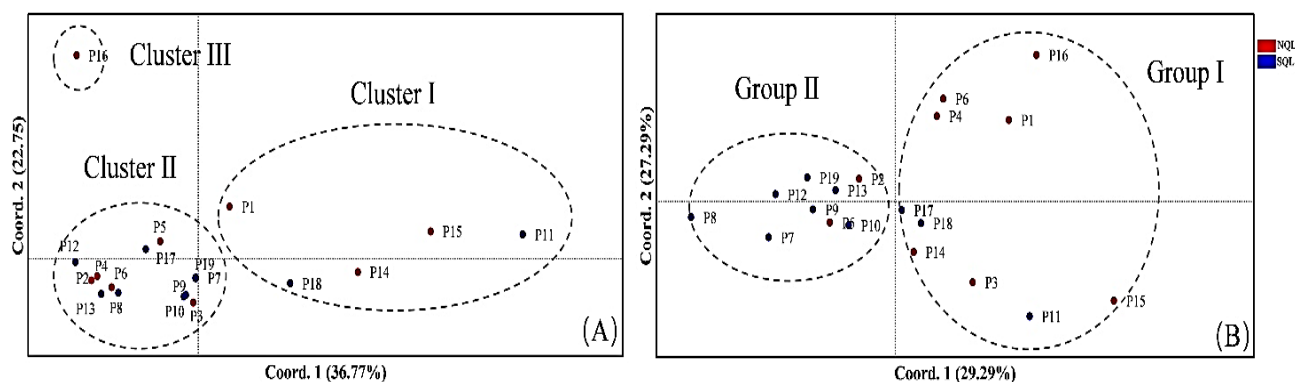 P16
Cluster III
Cluster I
Coord. 2 (22.75)
Cluster II
P1
P5
P15
P11
P12
P17
P19
P4
P6
P7
P2
P14
P9
P18
P13
P8
P10
P3
(A)
Coord. 1 (36.77%)
NQL
SQL
P16
Group I
Group II
P6
P4
P1
Coord. 2 (27.29%)
P19
P2
P12
P13
P8
P9
P17
P5
P10
P18
P7
P14
P3
P15
P11
(B)
Coord. 1 (29.29%)